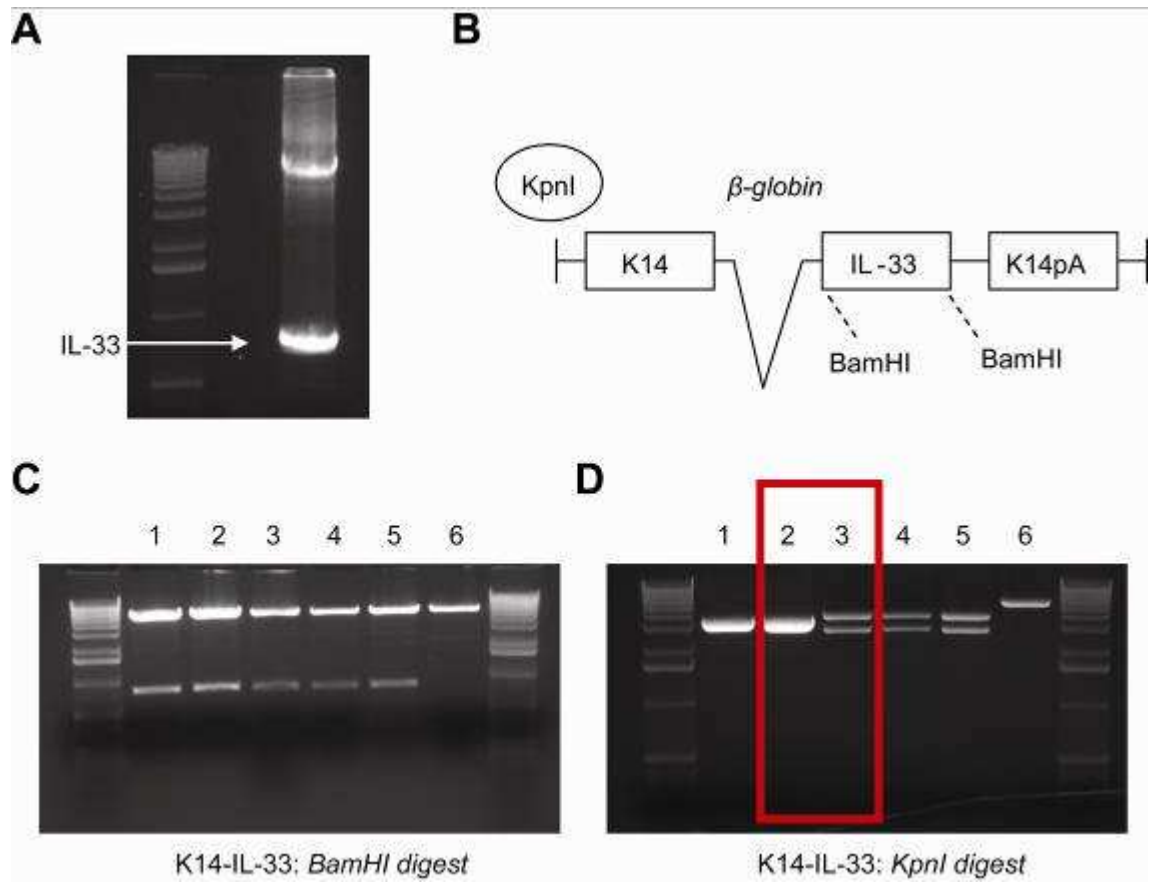 A
IL-33
B
KpnI
β-globin
K14
IL-33
K14pA
BamHI
BamHI
C
1 2 3 4 5 6
K14-IL-33: BamHI digest
D
1 2 3 4 5 6
K14-IL-33: KpnI digest